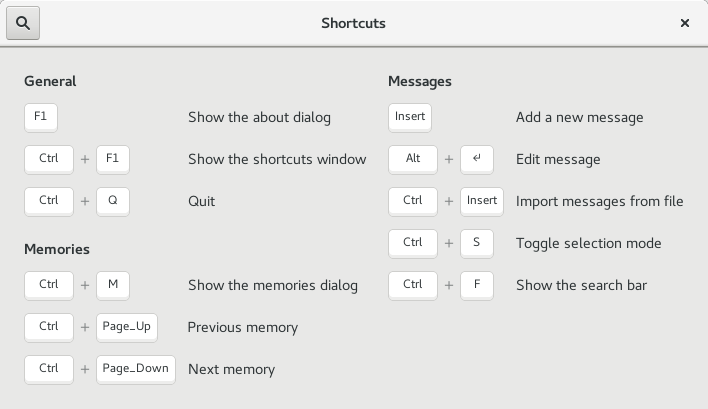 Shortcuts
General
F1 Show the about dialog
Ctrl + F1 Show the shortcuts window
Ctrl + Q Quit
Memories
Ctrl + M Show the memories dialog
Ctrl + Page_Up Previous memory
Ctrl + Page_Down Next memory
Messages
Insert Add a new message
Alt + ↵ Edit message
Ctrl + Insert Import messages from file
Ctrl + S Toggle selection mode
Ctrl + F Show the search bar